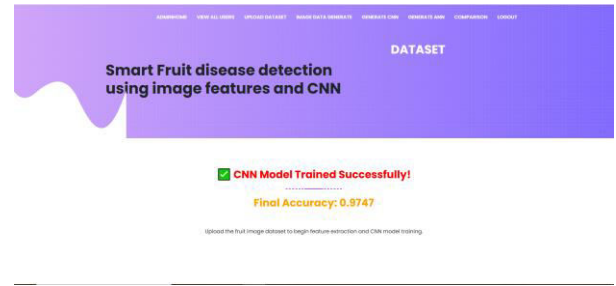 ADMINHOME VIEW ALL USERS UPLOAD DATASET IMAGE DATA GENERATE GENERATE CNN GENERATE ANN COMPARISON LOGOUT
DATASET
Smart Fruit disease detection
using image features and CNN
✅ CNN Model Trained Successfully!
Final Accuracy: 0.9747
Upload the fruit image dataset to begin feature extraction and CNN model training.